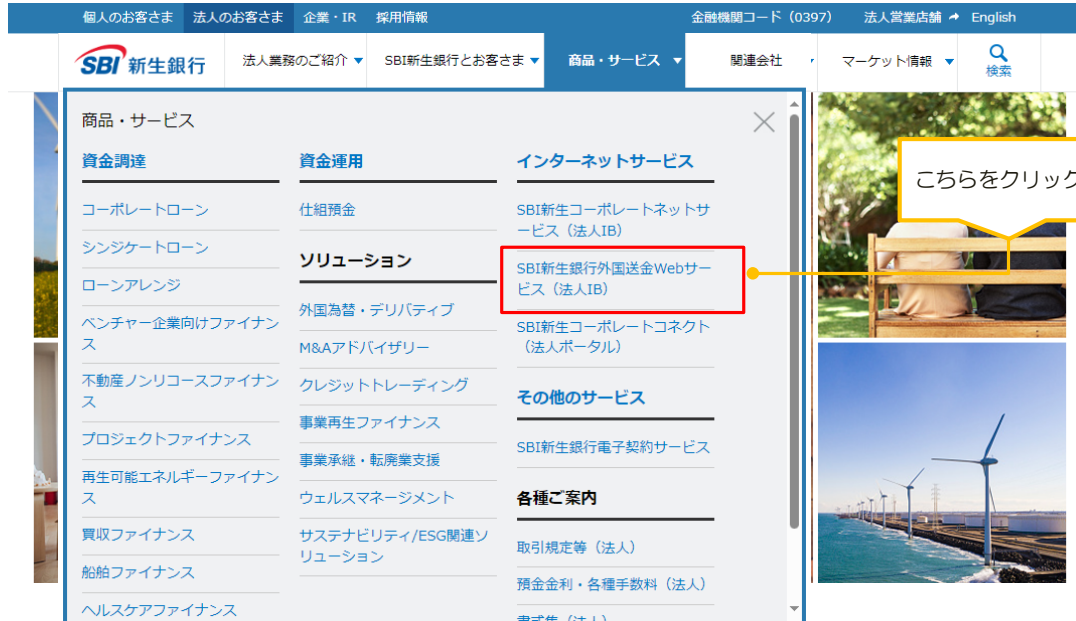 個人のお客さま 法人のお客さま 企業・IR 採用情報 金融機関コード（0397） 法人営業店舗 English
SBI 新生銀行 法人業務のご紹介 SBI新生銀行とお客さま 商品・サービス 関連会社 マーケット情報 検索
商品・サービス
資金調達
コーポレートローン
シンジケートローン
ローンアレンジ
ベンチャー企業向けファイナン
ス
不動産ノンリコースファイナン
ス
プロジェクトファイナンス
再生可能エネルギーファイナン
ス
買収ファイナンス
船舶ファイナンス
ヘルスケアファイナンス
資金運用
仕組預金
ソリューション
外国為替・デリバティブ
M&Aアドバイザリー
クレジットトレーディング
事業再生ファイナンス
事業承継・転廃業支援
ウェルスマネージメント
サステナビリティ/ESG関連ソ
リューション
インターネットサービス
SBI新生コーポレートネットサ
ービス（法人IB）
SBI新生銀行外国送金Webサー
ビス（法人IB）
SBI新生コーポレートコネクト
（法人ポータル）
その他のサービス
SBI新生銀行電子契約サービス
各種ご案内
取引規定等（法人）
預金金利・各種手数料（法人）
書式集（法人）
こちらをクリック